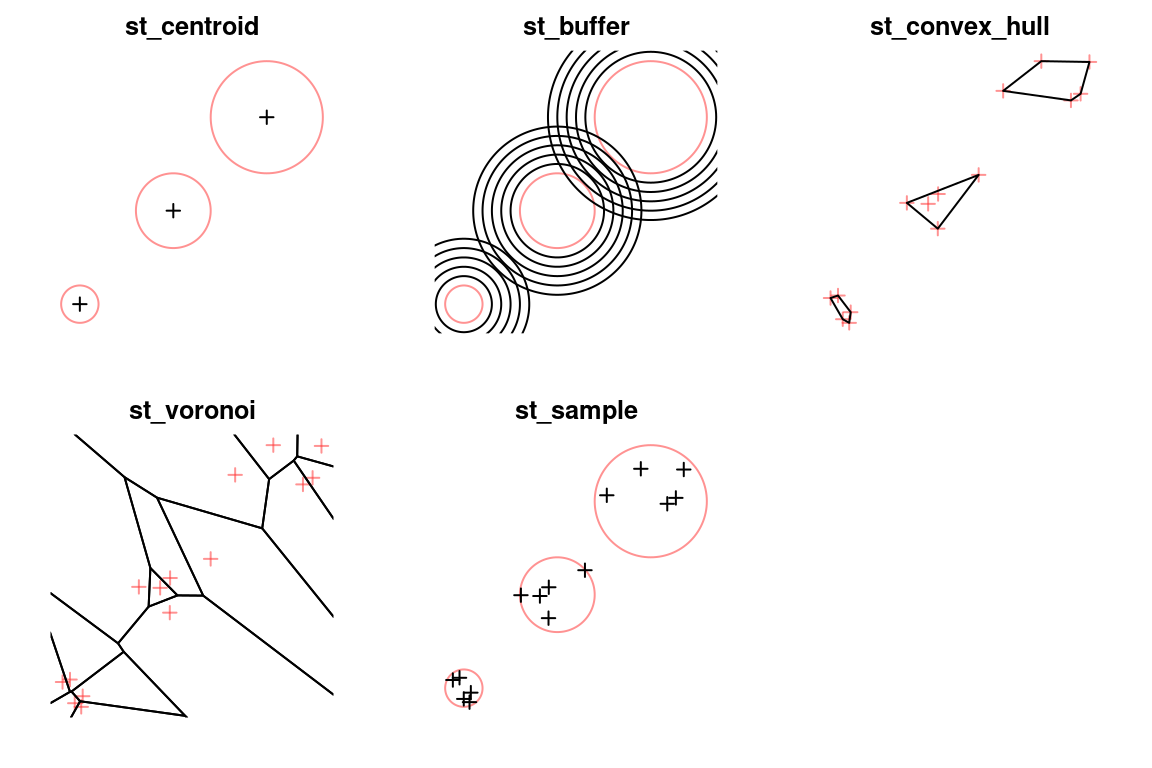 st_centroid
st_buffer
st_convex_hull
st_voronoi
st_sample